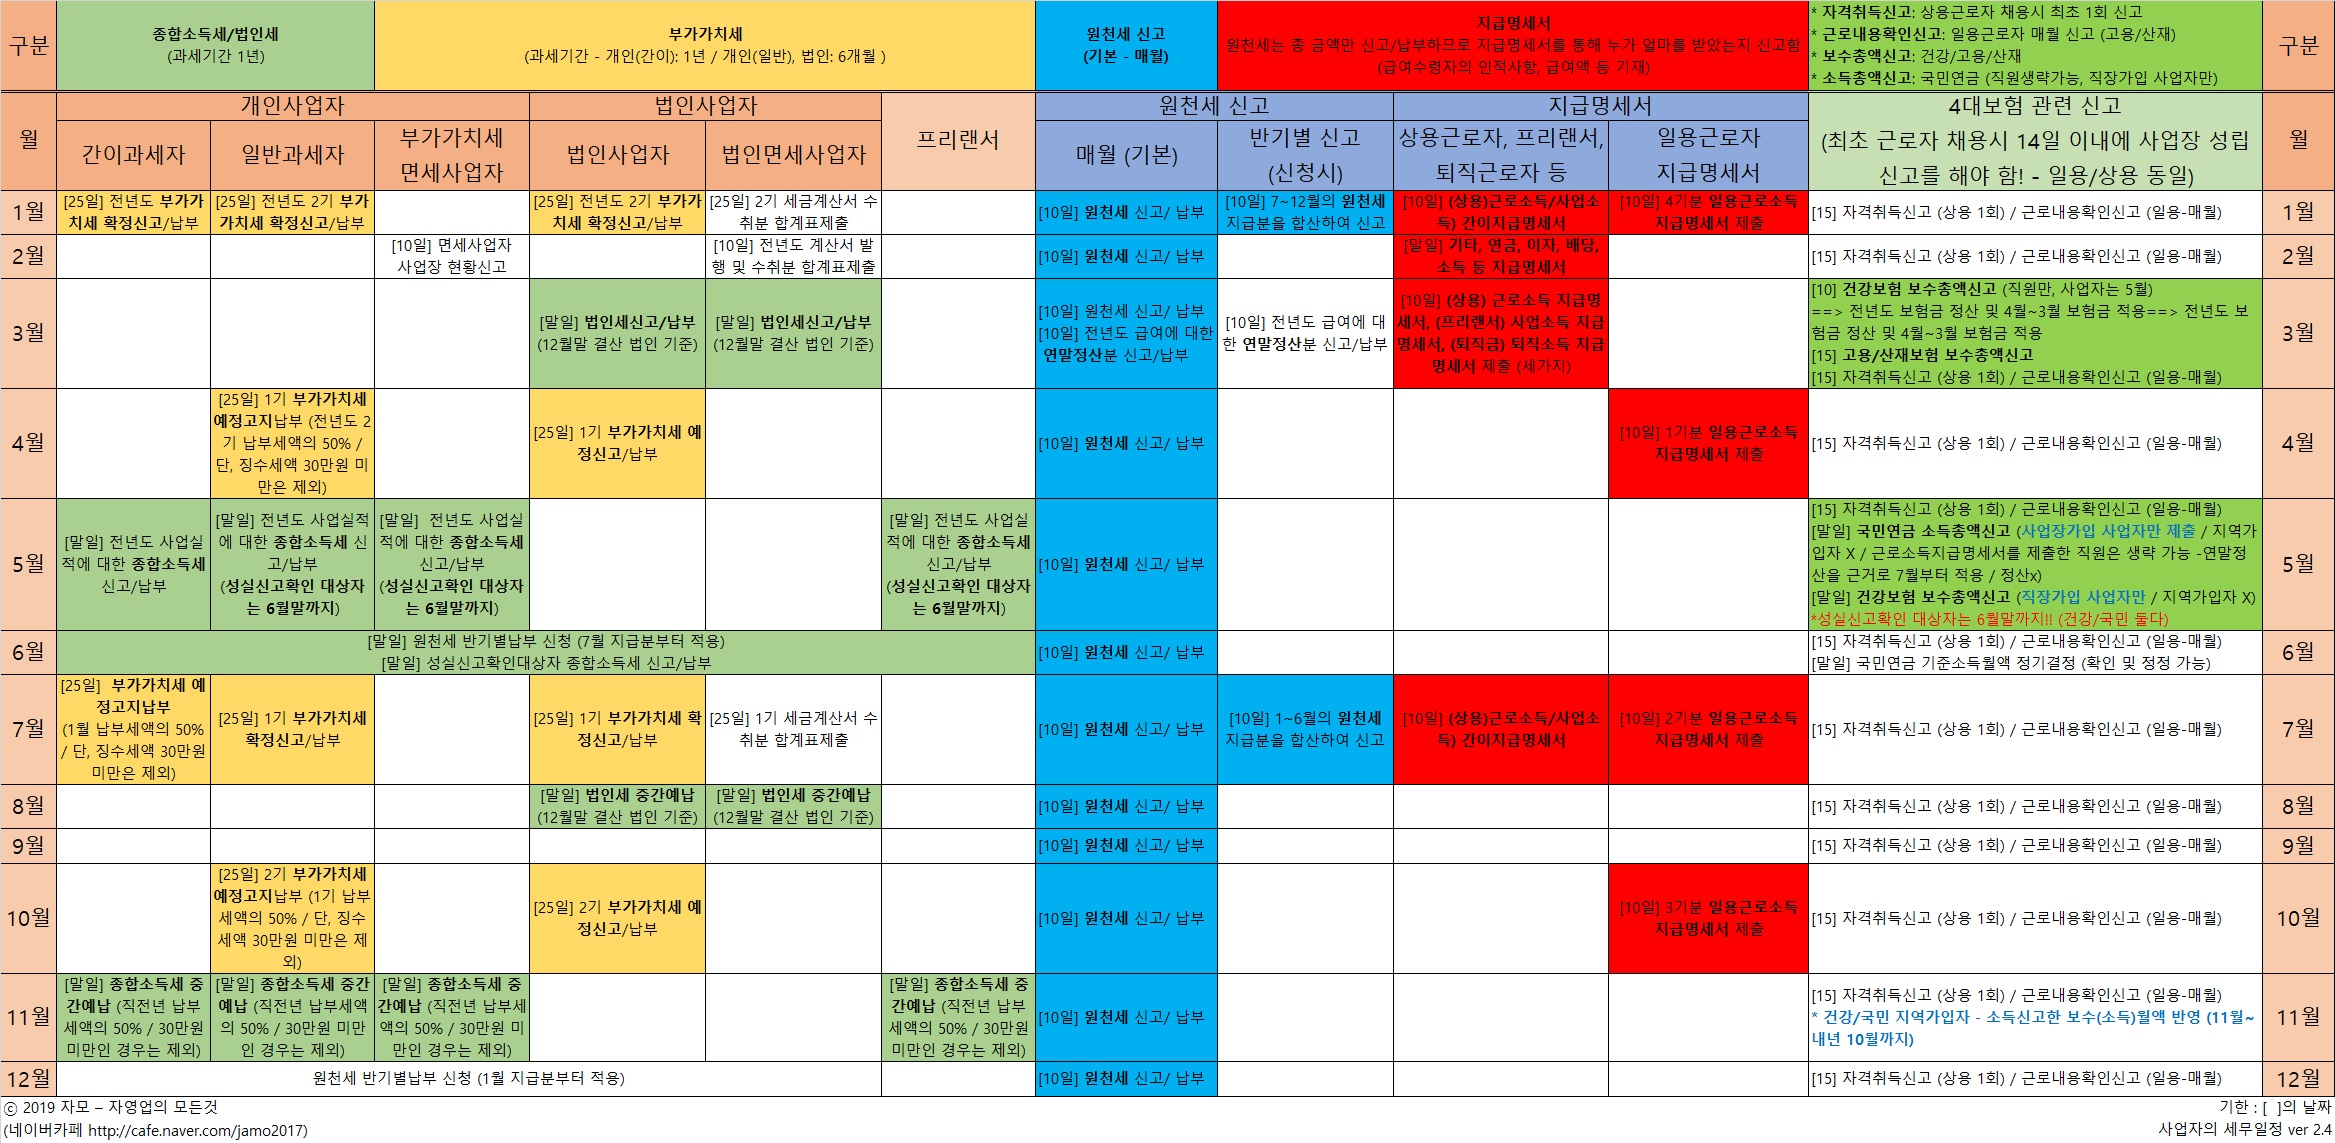 구분
종합소득세/법인세
(과세기간 1년)
부가가치세
(과세기간 - 개인(간이): 1년 / 개인(일반), 법인: 6개월 )
원천세 신고
(기본 - 매월)
지급명세서
원천세는 총 금액만 신고/납부하므로 지급명세서를 통해 누가 얼마를 받았는지 신고함
(급여수령자의 인적사항, 급여액 등 기재)
* 자격취득신고: 상용근로자 채용시 최초 1회 신고
* 근로내용확인신고: 일용근로자 매월 신고 (고용/산재)
* 보수총액신고: 건강/고용/산재
* 소득총액신고: 국민연금 (직원생략가능, 직장가입 사업자만)
구분
월
개인사업자
법인사업자
프리랜서
원천세 신고
지급명세서
4대보험 관련 신고
(최초 근로자 채용시 14일 이내에 사업장 성립
신고를 해야 함! - 일용/상용 동일)
월
간이과세자
일반과세자
부가가치세
면세사업자
법인사업자
법인면세사업자
매월 (기본)
반기별 신고
(신청시)
상용근로자, 프리랜서,
퇴직근로자 등
일용근로자
지급명세서
1월
[25일] 전년도 부가가
치세 확정신고/납부
[25일] 전년도 2기 부가
가치세 확정신고/납부
[25일] 전년도 2기 부가
가치세 확정신고/납부
[25일] 2기 세금계산서 수
취분 합계표제출
[10일] 원천세 신고/ 납부
[10일] 7~12월의 원천세
지급분을 합산하여 신고
[10일] (상용)근로소득/사업소
득) 간이지급명세서
[10일] 4기분 일용근로소득
지급명세서 제출
[15] 자격취득신고 (상용 1회) / 근로내용확인신고 (일용-매월)
1월
2월
[10일] 면세사업자
사업장 현황신고
[10일] 전년도 계산서 발
행 및 수취분 합계표제출
[10일] 원천세 신고/ 납부
[말일] 기타, 연금, 이자, 배당,
소득 등 지급명세서
[15] 자격취득신고 (상용 1회) / 근로내용확인신고 (일용-매월)
2월
3월
[말일] 법인세신고/납부
(12월말 결산 법인 기준)
[말일] 법인세신고/납부
(12월말 결산 법인 기준)
[10일] 원천세 신고/ 납부
[10일] 전년도 급여에 대한
연말정산분 신고/납부
[10일] 전년도 급여에 대
한 연말정산분 신고/납부
[10일] (상용) 근로소득 지급명
세서, (프리랜서) 사업소득 지급
명세서, (퇴직금) 퇴직소득 지급
명세서 제출 (세가지)
[10] 건강보험 보수총액신고 (직원만, 사업자는 5월)
==> 전년도 보험금 정산 및 4월~3월 보험금 적용==> 전년도 보
험금 정산 및 4월~3월 보험금 적용
[15] 고용/산재보험 보수총액신고
[15] 자격취득신고 (상용 1회) / 근로내용확인신고 (일용-매월)
3월
4월
[25일] 1기 부가가치세
예정고지납부 (전년도 2
기 납부세액의 50% /
단, 징수세액 30만원 미
만은 제외)
[25일] 1기 부가가치세 예
정신고/납부
[10일] 원천세 신고/ 납부
[10일] 1기분 일용근로소득
지급명세서 제출
[15] 자격취득신고 (상용 1회) / 근로내용확인신고 (일용-매월)
4월
5월
[말일] 전년도 사업실
적에 대한 종합소득세
신고/납부
[말일] 전년도 사업실적
에 대한 종합소득세 신
고/납부
(성실신고확인 대상자
는 6월말까지)
[말일]  전년도 사업실
적에 대한 종합소득세
신고/납부
(성실신고확인 대상자
는 6월말까지)
[말일] 전년도 사업실
적에 대한 종합소득세
신고/납부
(성실신고확인 대상자
는 6월말까지)
[10일] 원천세 신고/ 납부
[15] 자격취득신고 (상용 1회) / 근로내용확인신고 (일용-매월)
[말일] 국민연금 소득총액신고 (사업장가입 사업자만 제출 / 지역가
입자 X / 근로소득지급명세서를 제출한 직원은 생략 가능 -연말정
산을 근거로 7월부터 적용 / 정산x)
[말일] 건강보험 보수총액신고 (직장가입 사업자만 / 지역가입자 X)
*성실신고확인 대상자는 6월말까지!! (건강/국민 둘다)
5월
6월
[말일] 원천세 반기별납부 신청 (7월 지급분부터 적용)
[말일] 성실신고확인대상자 종합소득세 신고/납부
[10일] 원천세 신고/ 납부
[15] 자격취득신고 (상용 1회) / 근로내용확인신고 (일용-매월)
[말일] 국민연금 기준소득월액 정기결정 (확인 및 정정 가능)
6월
7월
[25일]  부가가치세 예
정고지납부
(1월 납부세액의 50%
/ 단, 징수세액 30만원
미만은 제외)
[25일] 1기 부가가치세
확정신고/납부
[25일] 1기 부가가치세 확
정신고/납부
[25일] 1기 세금계산서 수
취분 합계표제출
[10일] 원천세 신고/ 납부
[10일] 1~6월의 원천세
지급분을 합산하여 신고
[10일] (상용)근로소득/사업소
득) 간이지급명세서
[10일] 2기분 일용근로소득
지급명세서 제출
[15] 자격취득신고 (상용 1회) / 근로내용확인신고 (일용-매월)
7월
8월
[말일] 법인세 중간예납
(12월말 결산 법인 기준)
[말일] 법인세 중간예납
(12월말 결산 법인 기준)
[10일] 원천세 신고/ 납부
[15] 자격취득신고 (상용 1회) / 근로내용확인신고 (일용-매월)
8월
9월
[10일] 원천세 신고/ 납부
[15] 자격취득신고 (상용 1회) / 근로내용확인신고 (일용-매월)
9월
10월
[25일] 2기 부가가치세
예정고지납부 (1기 납부
세액의 50% / 단, 징수
세액 30만원 미만은 제
외)
[25일] 2기 부가가치세 예
정신고/납부
[10일] 원천세 신고/ 납부
[10일] 3기분 일용근로소득
지급명세서 제출
[15] 자격취득신고 (상용 1회) / 근로내용확인신고 (일용-매월)
10월
11월
[말일] 종합소득세 중
간예납 (직전년 납부
세액의 50% / 30만원
미만인 경우는 제외)
[말일] 종합소득세 중간
예납 (직전년 납부세액
의 50% / 30만원 미만
인 경우는 제외)
[말일] 종합소득세 중
간예납 (직전년 납부세
액의 50% / 30만원 미
만인 경우는 제외)
[말일] 종합소득세 중
간예납 (직전년 납부
세액의 50% / 30만원
미만인 경우는 제외)
[10일] 원천세 신고/ 납부
[15] 자격취득신고 (상용 1회) / 근로내용확인신고 (일용-매월)
* 건강/국민 지역가입자 - 소득신고한 보수(소득)월액 반영 (11월~
내년 10월까지)
11월
12월
원천세 반기별납부 신청 (1월 지급분부터 적용)
[10일] 원천세 신고/ 납부
[15] 자격취득신고 (상용 1회) / 근로내용확인신고 (일용-매월)
12월
ⓒ 2019 자모 – 자영업의 모든것
기한 : [  ]의 날짜
(네이버카페 http://cafe.naver.com/jamo2017)
사업자의 세무일정 ver 2.4